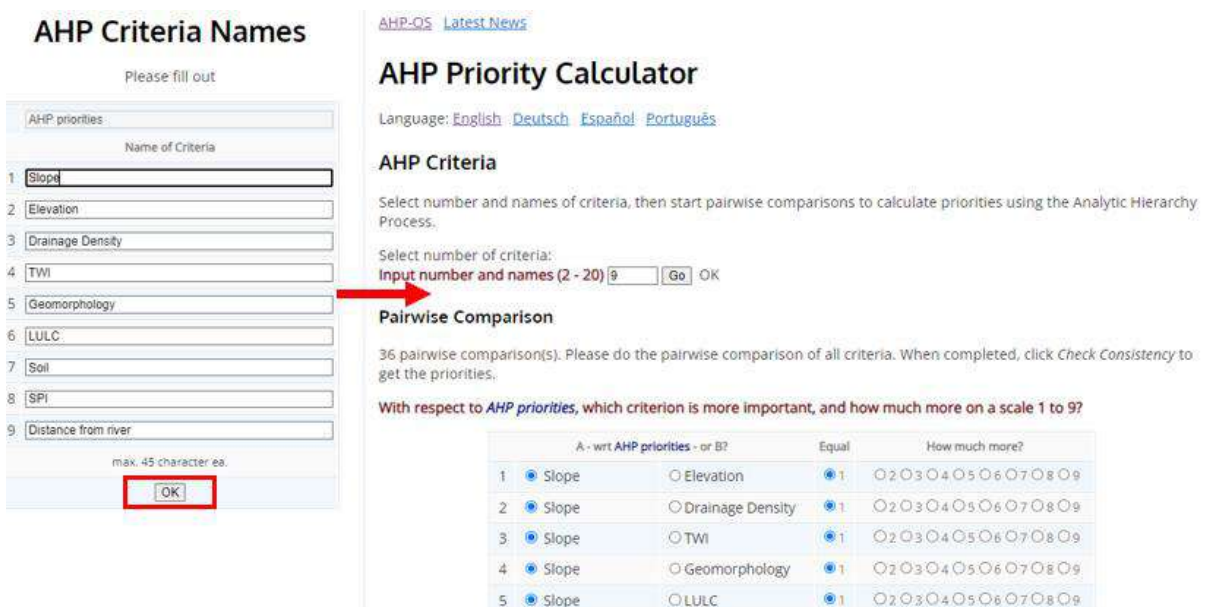 AHP Criteria Names
Please fill out
AHP priorities
Name of Criteria
1 Slope
2 Elevation
3 Drainage Density
4 TWI
5 Geomorphology
6 LULC
7 Soil
8 SPI
9 Distance from river
max. 45 character ea.
OK
AHP-OS Latest News
AHP Priority Calculator
Language: English Deutsch Español Português
AHP Criteria
Select number and names of criteria, then start pairwise comparisons to calculate priorities using the Analytic Hierarchy
Process.
Select number of criteria:
Input number and names (2 - 20) 9 Go OK
Pairwise Comparison
36 pairwise comparison(s). Please do the pairwise comparison of all criteria. When completed, click Check Consistency to
get the priorities.
With respect to AHP priorities, which criterion is more important, and how much more on a scale 1 to 9?
A - wrt AHP priorities - or B? Equal How much more?
1 Slope Elevation 1 2 3 4 5 6 7 8 9
2 Slope Drainage Density 1 2 3 4 5 6 7 8 9
3 Slope TWI 1 2 3 4 5 6 7 8 9
4 Slope Geomorphology 1 2 3 4 5 6 7 8 9
5 Slope LULC 1 2 3 4 5 6 7 8 9